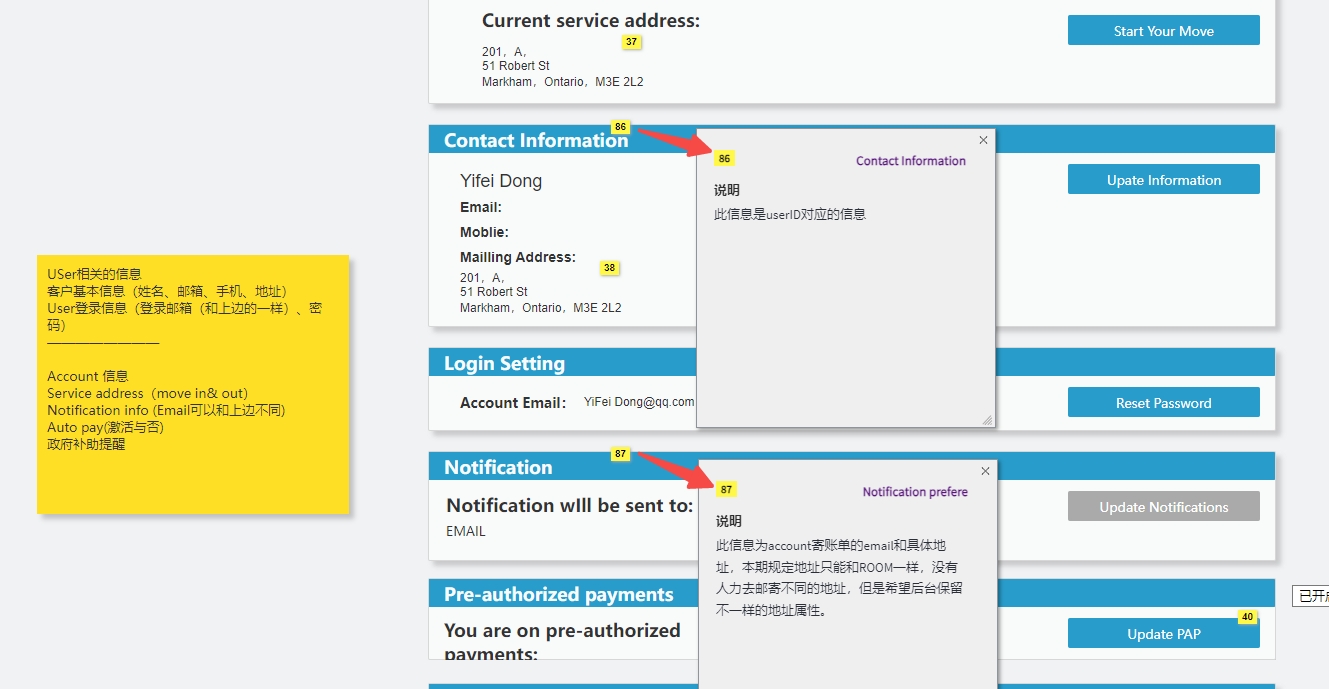 Current service address:
37
201，A，
51 Robert St
Markham，Ontario，M3E 2L2
Start Your Move
86
Contact Information
Yifei Dong
Email:
Moblie:
Mailling Address:
38
201，A，
51 Robert St
Markham，Ontario，M3E 2L2
Upate Information
86
Contact Information
说明
此信息是userID对应的信息
USer相关的信息
客户基本信息（姓名、邮箱、手机、地址）
User登录信息（登录邮箱（和上边的一样）、密
码）
————————
Account 信息
Service address（move in& out）
Notification info (Email可以和上边不同)
Auto pay(激活与否)
政府补助提醒
Login Setting
Account Email:
YiFei Dong@qq.com
Reset Password
87
Notification
Notification wlll be sent to:
EMAIL
Update Notifications
87
Notification prefere
说明
此信息为account寄账单的email和具体地
址，本期规定地址只能和ROOM一样，没有
人力去邮寄不同的地址，但是希望后台保留
不一样的地址属性。
Pre-authorized payments
You are on pre-authorized
payments:
40
Update PAP
已开